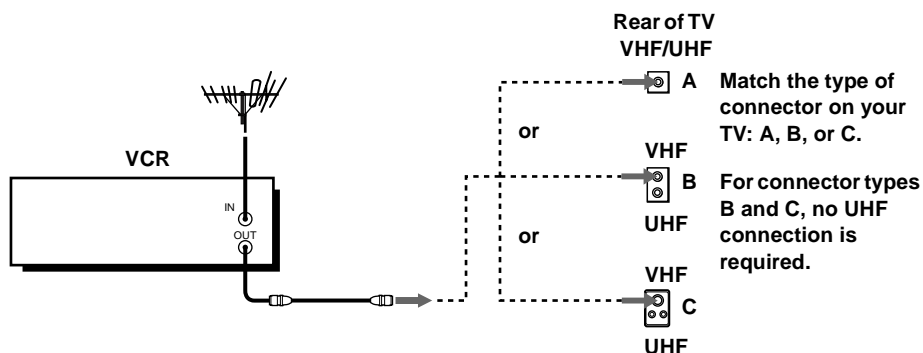 Rear of TV
VHF/UHF
A
Match the type of
connector on your
TV: A, B, or C.
or
VHF
VCR
B
For connector types
B and C, no UHF
connection is
required.
IN
OUT
UHF
or
VHF
C
UHF